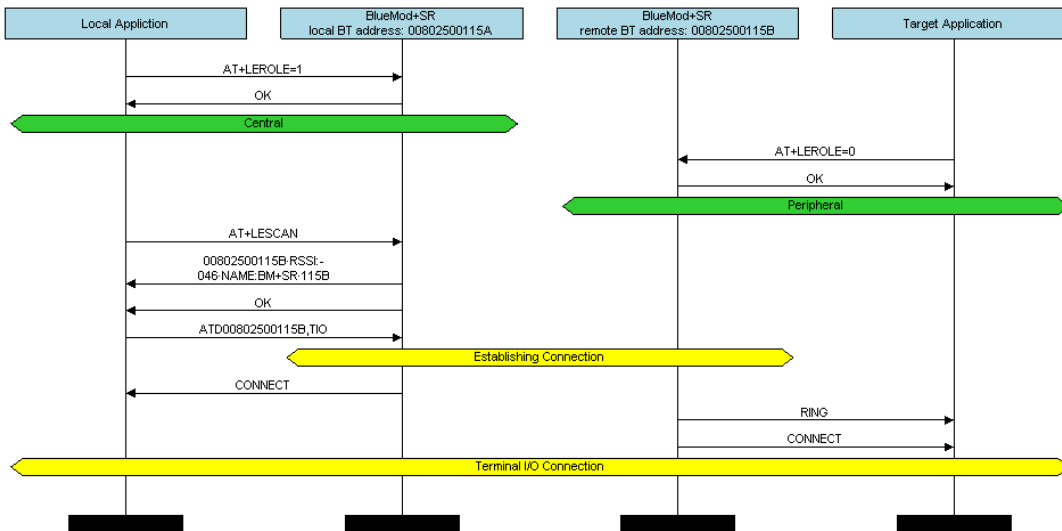 Local Appliction
BlueMod+SR
local BT address: 00802500115A
BlueMod+SR
remote BT address: 00802500115B
Target Application
AT+LEROLE=1
OK
Central
AT+LEROLE=0
OK
Peripheral
AT+LESCAN
00802500115B·RSSI:-
046·NAME:BM+SR·115B
OK
ATD00802500115B,TIO
Establishing Connection
CONNECT
RING
CONNECT
Terminal I/O Connection